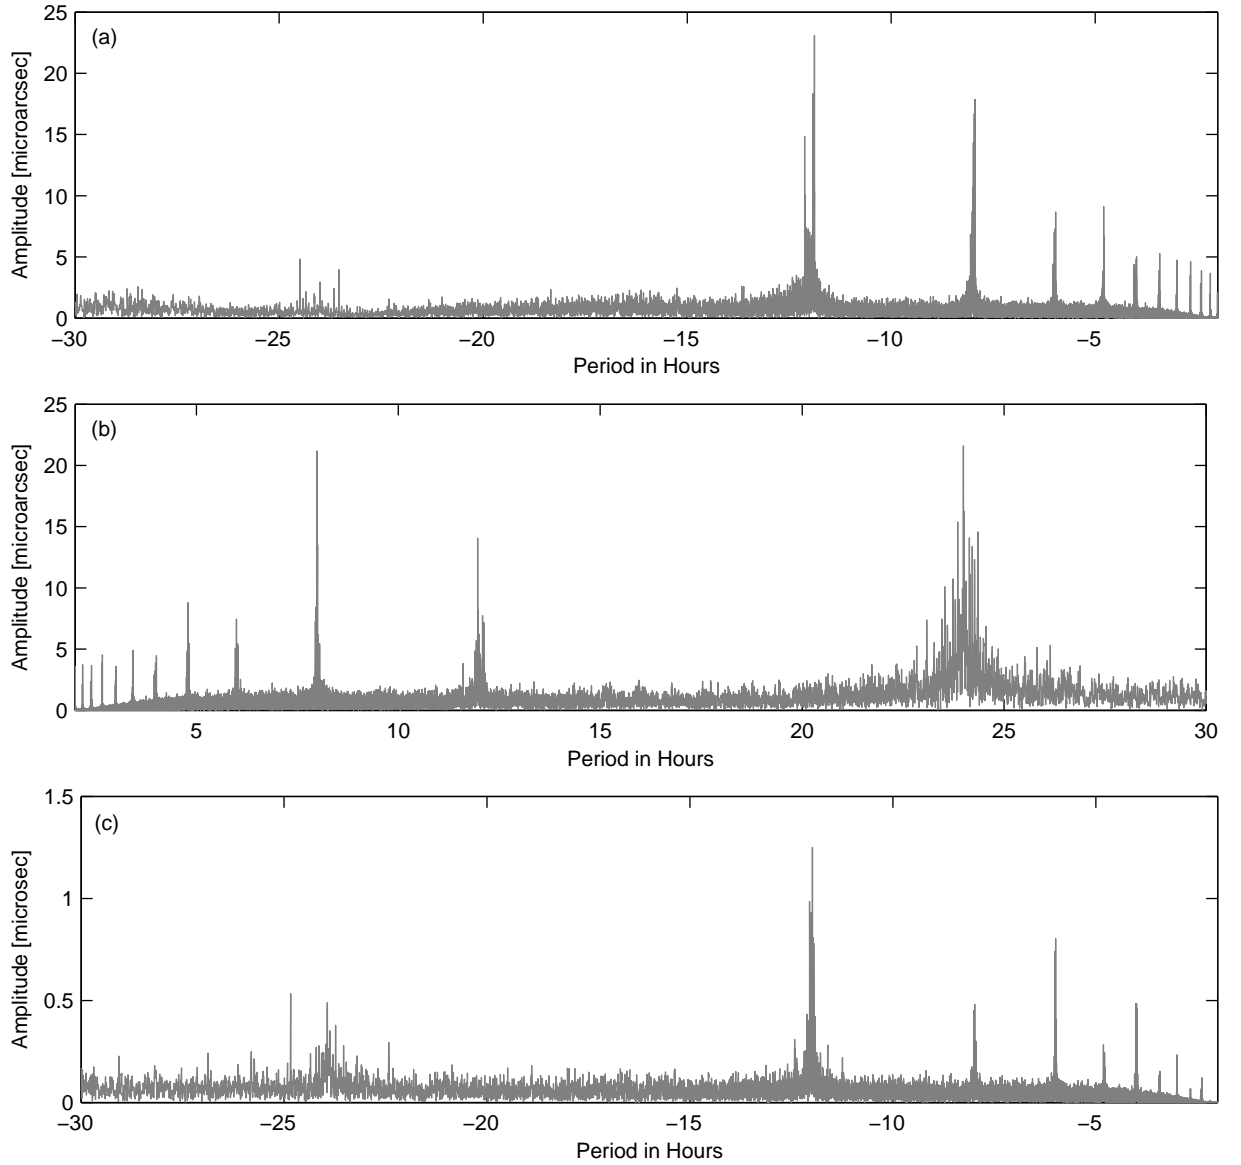 (a)
Amplitude [microarcsec]
25
20
15
10
5
0
−30 −25 −20 −15 −10 −5
Period in Hours
(b)
Amplitude [microarcsec]
25
20
15
10
5
0
5 10 15 20 25 30
Period in Hours
(c)
Amplitude [microsec]
1.5
1
0.5
0
−30 −25 −20 −15 −10 −5
Period in Hours